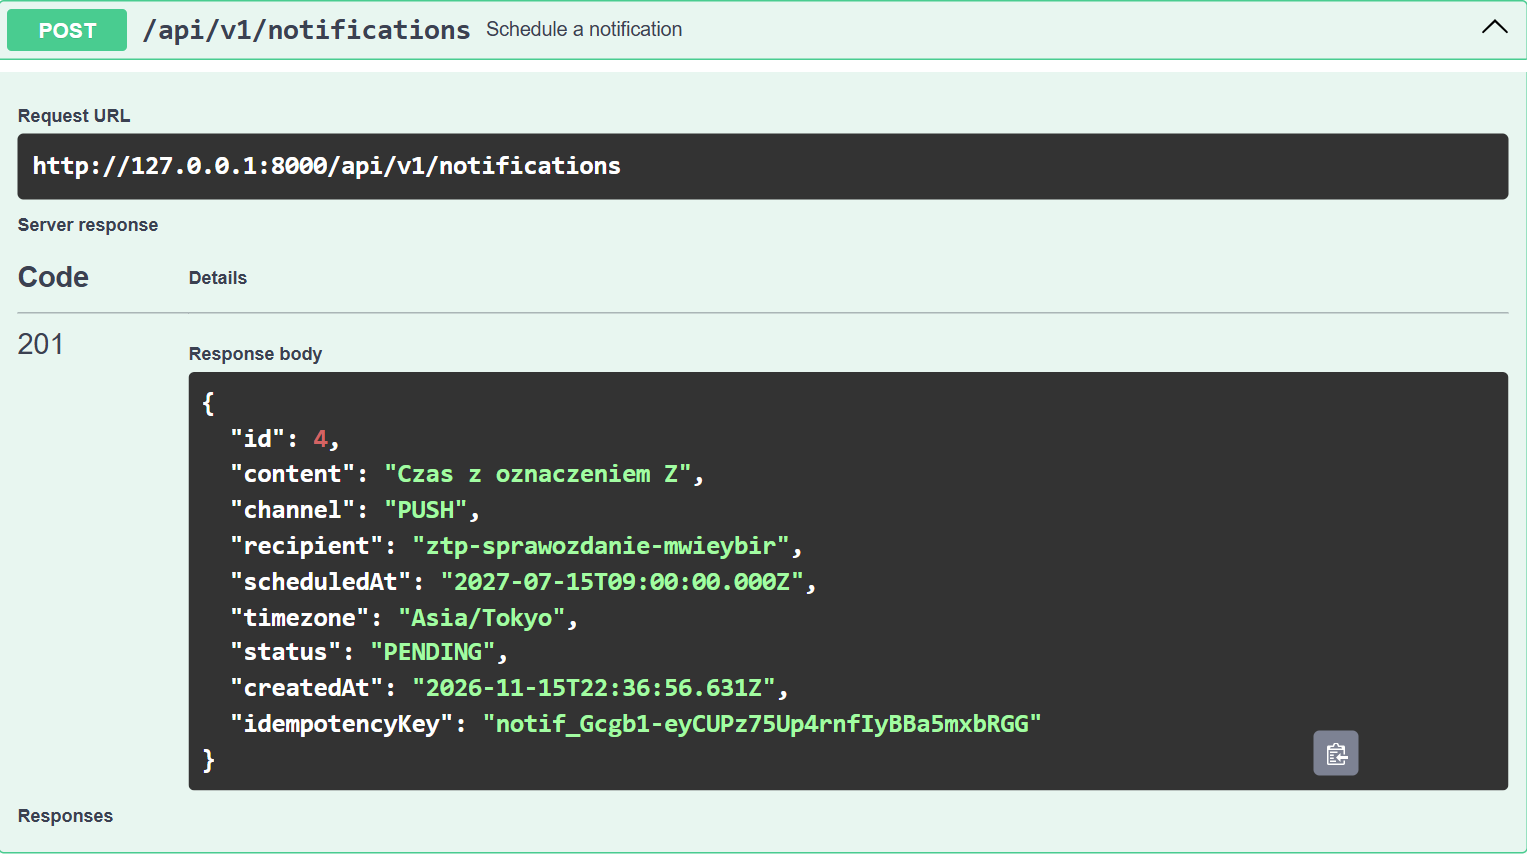 POST /api/v1/notifications Schedule a notification
Request URL
http://127.0.0.1:8000/api/v1/notifications
Server response
Code Details
201
Response body
{
"id": 4,
"content": "Czas z oznaczeniem Z",
"channel": "PUSH",
"recipient": "ztp-sprawozdanie-mwieybir",
"scheduledAt": "2027-07-15T09:00:00.000Z",
"timezone": "Asia/Tokyo",
"status": "PENDING",
"createdAt": "2026-11-15T22:36:56.631Z",
"idempotencyKey": "notif_Gcgb1-eyCUPz75Up4rnfIyBBa5mxbRGG"
}
Responses